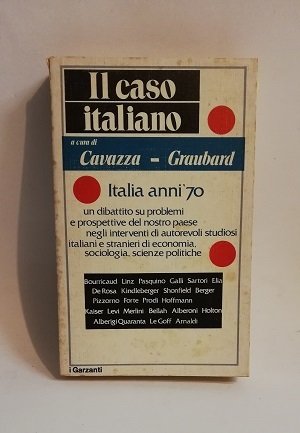 Il caso
italiano
a cura di
Cavazza - Graubard
Italia anni '70
un dibattito su problemi
e prospettive del nostro paese
negli interventi di autorevoli studiosi
italiani e stranieri di economia,
sociologia, scienze politiche
Bourricaud Linz Pasquino Galli Sartori Elia
De Rosa Kindleberger Shonfield Berger
Pizzorno Forte Prodi Hoffmann
Kaiser Levi Merlini Bellah Alberoni Holton
Alberigi Quaranta Le Goff Arnaldi
i Garzanti